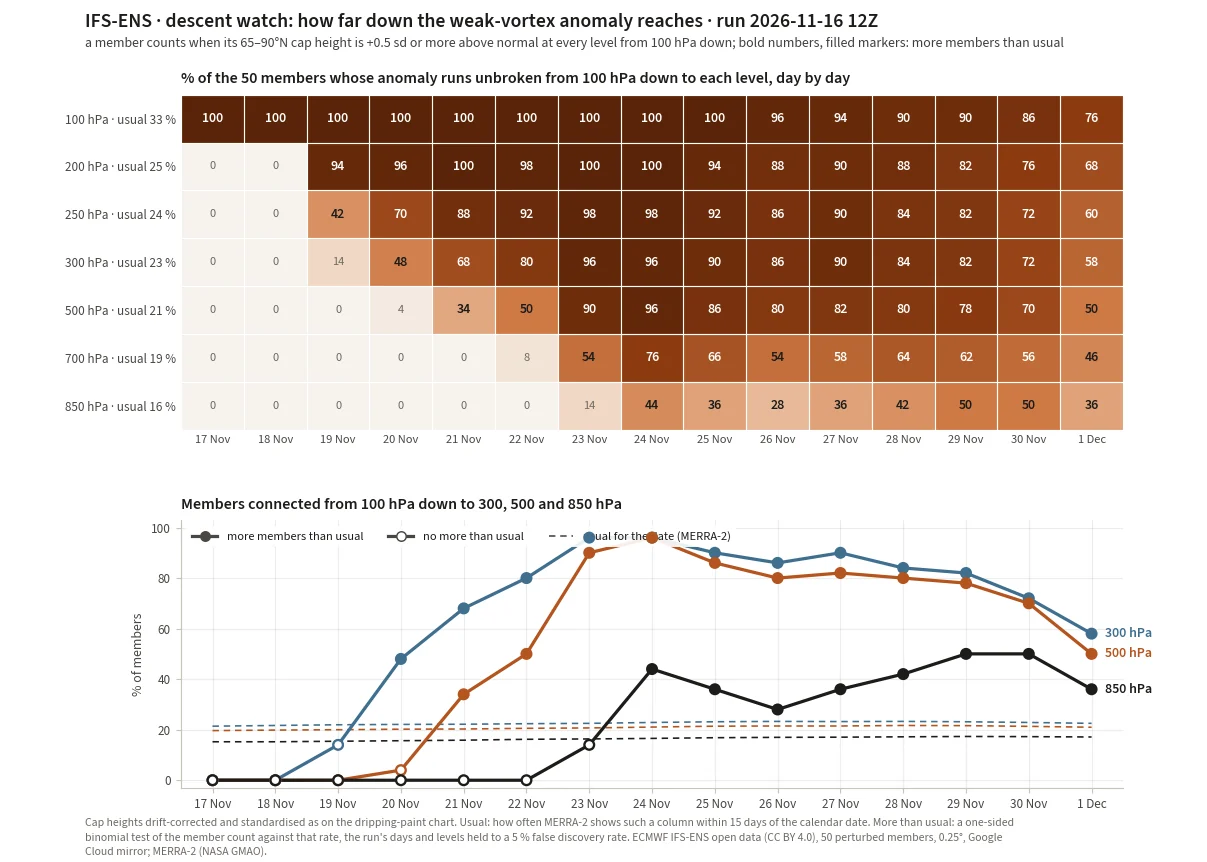 IFS-ENS · descent watch: how far down the weak-vortex anomaly reaches · run 2026-11-16 12Z
a member counts when its 65–90°N cap height is +0.5 sd or more above normal at every level from 100 hPa down; bold numbers, filled markers: more members than usual
% of the 50 members whose anomaly runs unbroken from 100 hPa down to each level, day by day
100 hPa · usual 33 % 100 100 100 100 100 100 100 100 100 96 94 90 90 86 76
200 hPa · usual 25 % 0 0 94 96 100 98 100 100 94 88 90 88 82 76 68
250 hPa · usual 24 % 0 0 42 70 88 92 98 98 92 86 90 84 82 72 60
300 hPa · usual 23 % 0 0 14 48 68 80 96 96 90 86 90 84 82 72 58
500 hPa · usual 21 % 0 0 0 4 34 50 90 96 86 80 82 80 78 70 50
700 hPa · usual 19 % 0 0 0 0 0 8 54 76 66 54 58 64 62 56 46
850 hPa · usual 16 % 0 0 0 0 0 0 14 44 36 28 36 42 50 50 36
17 Nov 18 Nov 19 Nov 20 Nov 21 Nov 22 Nov 23 Nov 24 Nov 25 Nov 26 Nov 27 Nov 28 Nov 29 Nov 30 Nov 1 Dec
Members connected from 100 hPa down to 300, 500 and 850 hPa
more members than usual no more than usual for (MERRA-2)
100
80
60
40
20
0
% of members
300 hPa
500 hPa
850 hPa
17 Nov 18 Nov 19 Nov 20 Nov 21 Nov 22 Nov 23 Nov 24 Nov 25 Nov 26 Nov 27 Nov 28 Nov 29 Nov 30 Nov 1 Dec
Cap heights drift-corrected and standardised as on the dripping-paint chart. Usual: how often MERRA-2 shows such a column within 15 days of the calendar date. More than usual: a one-sided
binomial test of the member count against that rate, the run's days and levels held to a 5 % false discovery rate. ECMWF IFS-ENS open data (CC BY 4.0), 50 perturbed members, 0.25°, Google
Cloud mirror; MERRA-2 (NASA GMAO).